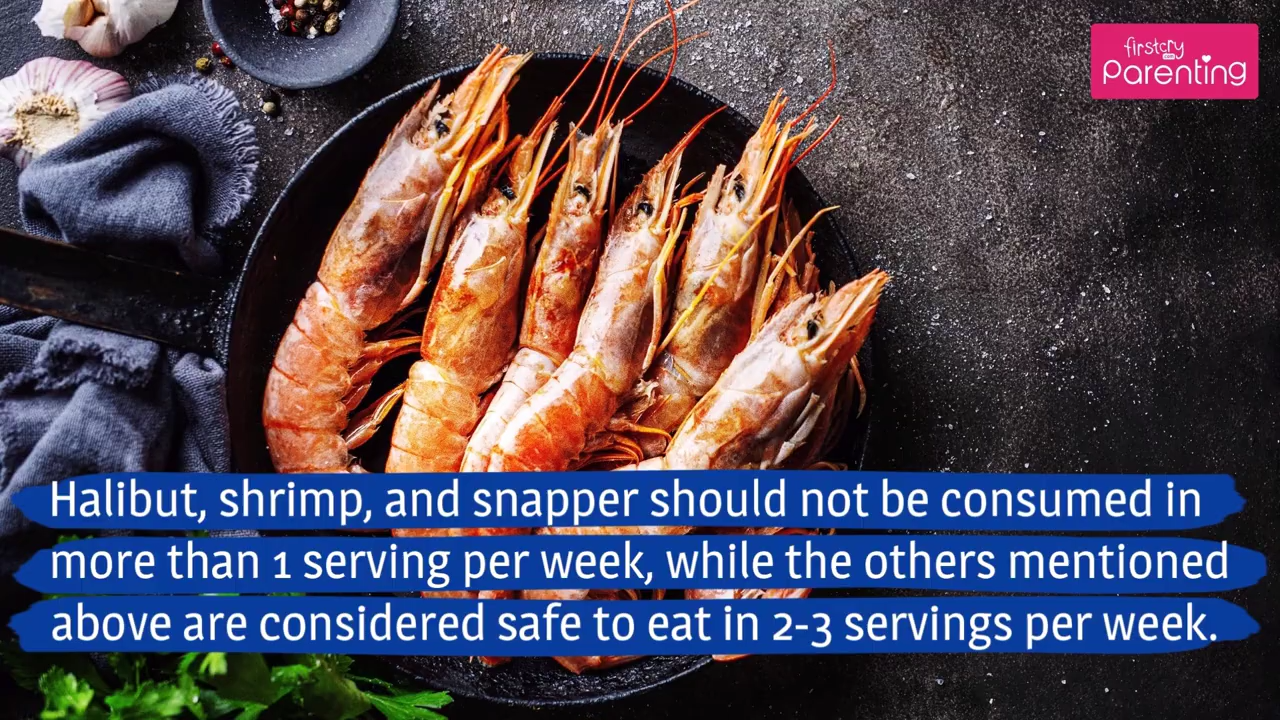 firstcry
.com
Parenting
Halibut, shrimp, and snapper should not be consumed in
more than 1 serving per week, while the others mentioned
above are considered safe to eat in 2-3 servings per week.